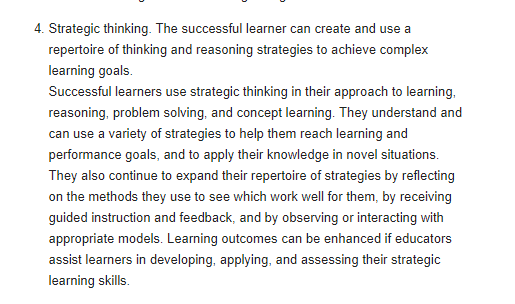 4. Strategic thinking. The successful learner can create and use a
repertoire of thinking and reasoning strategies to achieve complex
learning goals.
Successful learners use strategic thinking in their approach to learning,
reasoning, problem solving, and concept learning. They understand and
can use a variety of strategies to help them reach learning and
performance goals, and to apply their knowledge in novel situations.
They also continue to expand their repertoire of strategies by reflecting
on the methods they use to see which work well for them, by receiving
guided instruction and feedback, and by observing or interacting with
appropriate models. Learning outcomes can be enhanced if educators
assist learners in developing, applying, and assessing their strategic
learning skills.